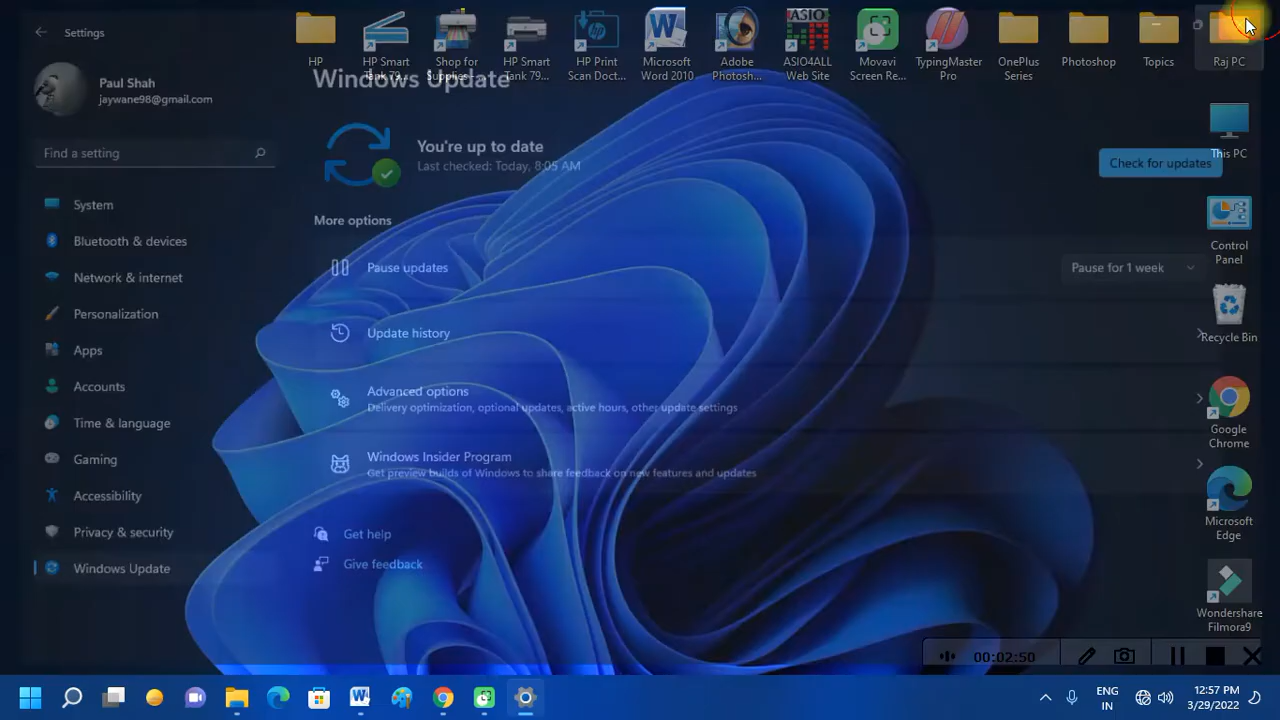 Settings
Paul Shah
jaywane98@gmail.com
Find a setting
System
Bluetooth & devices
Network & internet
Personalization
Apps
Accounts
Time & language
Gaming
Accessibility
Privacy & security
Windows Update
Windows Update
You're up to date
Last checked: Today, 8:05 AM
Check for updates
More options
Pause updates
Pause for 1 week
Update history
Advanced options
Delivery optimization, optional updates, active hours, other update settings
Windows Insider Program
Get preview builds of Windows to share feedback on new features and updates
Get help
Give feedback
HP
HP Smart
Tank 79...
Shop for
Supplies - ...
HP Smart
Tank 79...
HP Print
Scan Doct...
Microsoft
Word 2010
Adobe
Photosh...
ASIO
ASIO4ALL
Web Site
Movavi
Screen Re...
TypingMaster
Pro
OnePlus
Series
Photoshop
Topics
Raj PC
This PC
Control
Panel
Recycle Bin
Google
Chrome
Microsoft
Edge
Wondershare
Filmora9
00:02:50
ENG
IN
12:57 PM
3/29/2022